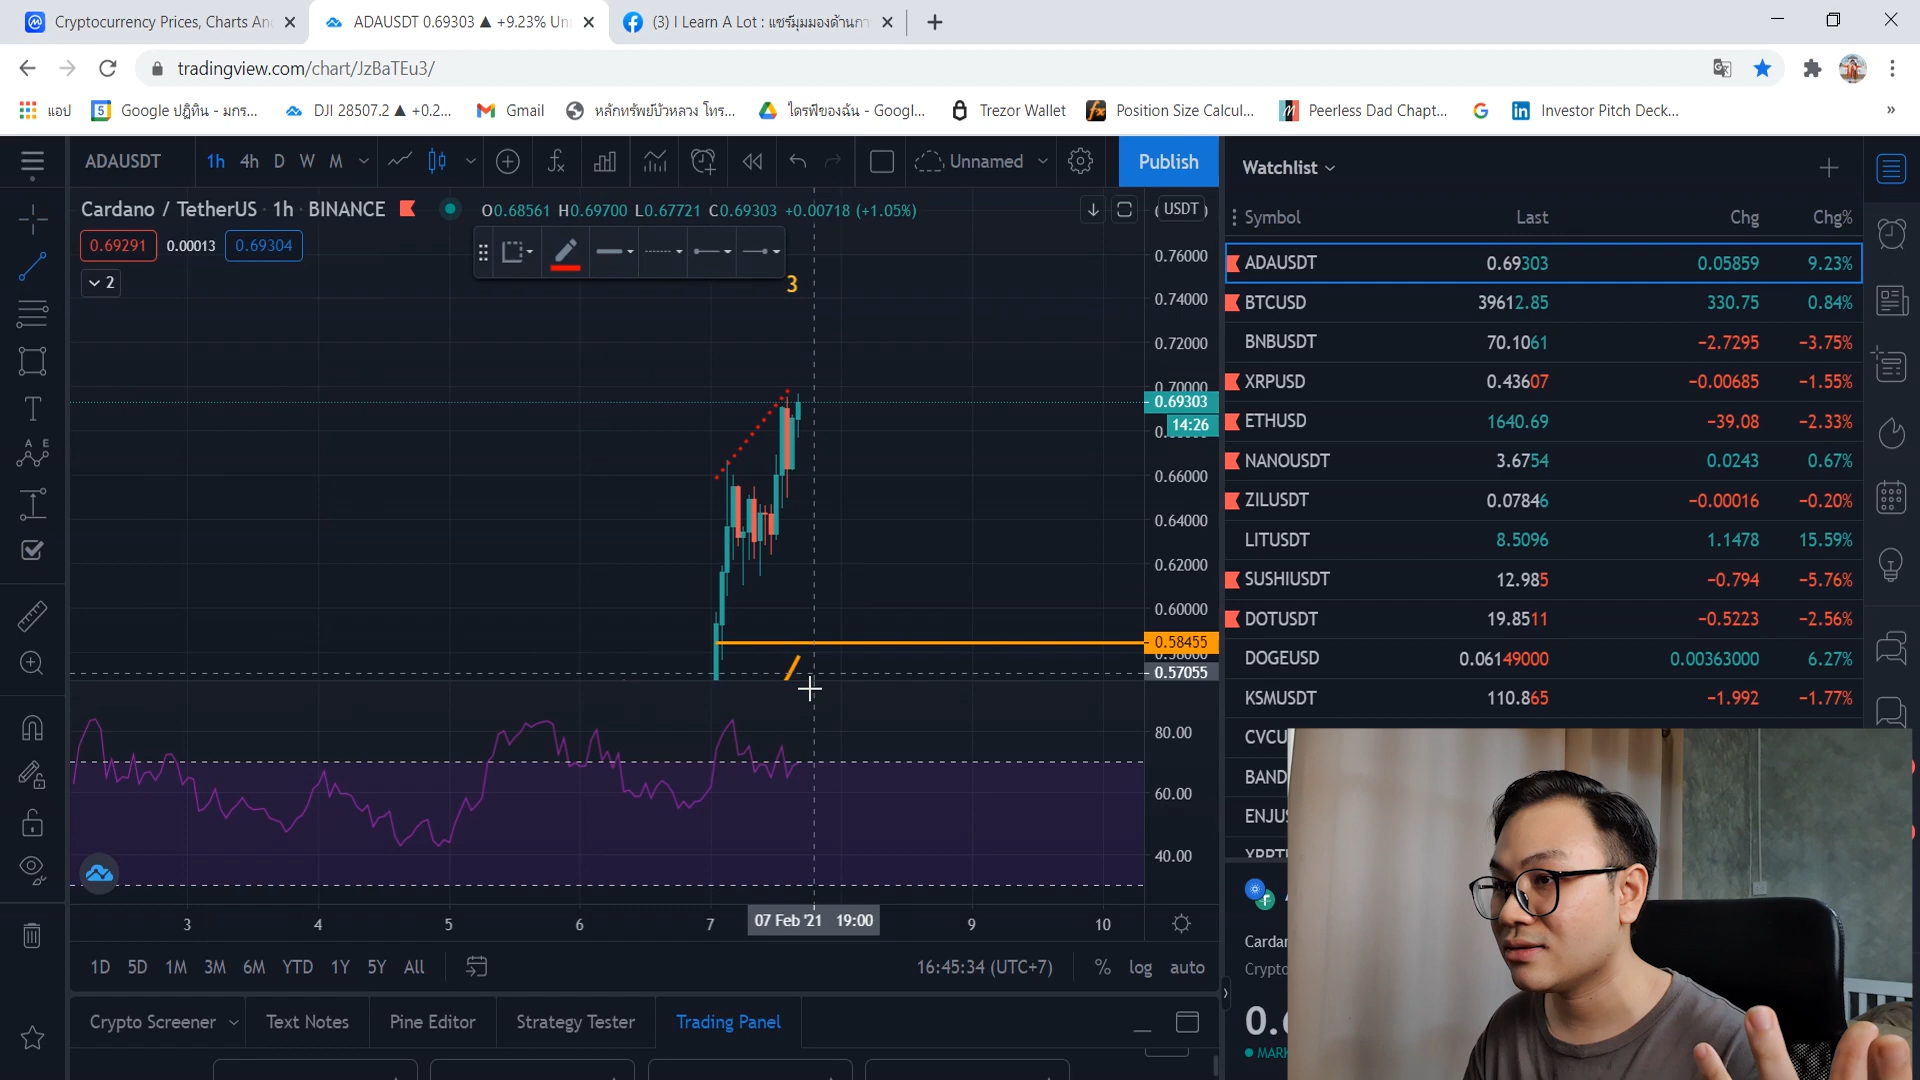 Cryptocurrency Prices, Charts An
ADAUSDT 0.69303 ▲ +9.23% Un
(3) I Learn A Lot : แชร์มุมมองด้านกา
tradingview.com/chart/JzBaTEu3/
แอป
5
Google ปฏิทิน - มกร...
DJI 28507.2 ▲ +0.2...
Gmail
หลักทรัพย์บัวหลวง โทร...
ไดรฟ์ของฉัน - Googl...
Trezor Wallet
Position Size Calcul...
Peerless Dad Chapt...
Investor Pitch Deck...
»
ADAUSDT
1h 4h D W M
Unnamed
Publish
Watchlist
Cardano / TetherUS · 1h · BINANCE
O0.68561 H0.69700 L0.67721 C0.69303 +0.00718 (+1.05%)
USDT
0.69291 0.00013 0.69304
2
3
0.76000
0.74000
0.72000
0.70000
0.69303
14:26
0.66000
0.64000
0.62000
0.60000
0.58455
0.57055
80.00
60.00
40.00
3 4 5 6 7 07 Feb '21 19:00 9 10
1D 5D 1M 3M 6M YTD 1Y 5Y All
16:45:34 (UTC+7)
% log auto
Crypto Screener
Text Notes
Pine Editor
Strategy Tester
Trading Panel
Symbol Last Chg Chg%
ADAUSDT 0.69303 0.05859 9.23%
BTCUSD 39612.85 330.75 0.84%
BNBUSDT 70.1061 −2.7295 −3.75%
XRPUSD 0.43607 −0.00685 −1.55%
ETHUSD 1640.69 −39.08 −2.33%
NANOUSDT 3.6754 0.0243 0.67%
ZILUSDT 0.07846 −0.00016 −0.20%
LITUSDT 8.5096 1.1478 15.59%
SUSHIUSDT 12.985 −0.794 −5.76%
DOTUSDT 19.8511 −0.5223 −2.56%
DOGEUSD 0.06149000 0.00363000 6.27%
KSMUSDT 110.865 −1.992 −1.77%
CVCU
BAND
ENJUS
Cardan
Crypto
0.6
MARK